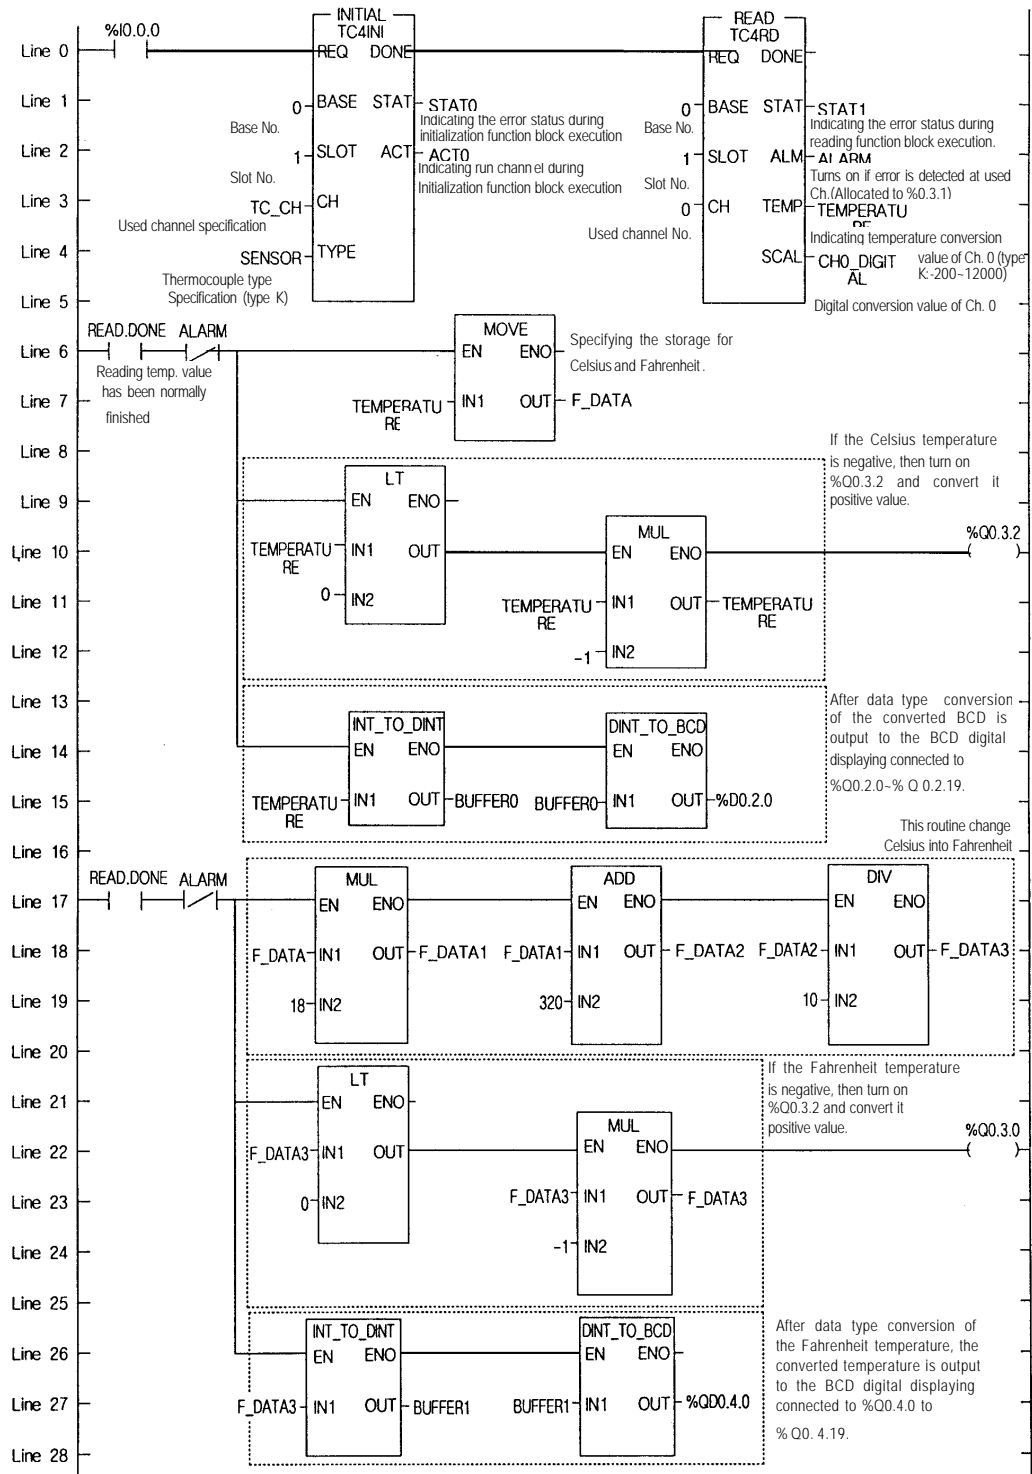 %I0.0.0
INITIAL
TC4INI
READ
TC4RD
Line 0
REQ DONE
REQ DONE
Line 1
0 BASE STAT STAT0
0 BASE STAT STAT1
Base No.
Indicating the error status during
initialization function block execution
Base No.
Indicating the error status during
reading function block execution.
Line 2
1 SLOT ACT ACT0
1 SLOT ALM ALARM
Slot No.
Indicating run channel during
Initialization function block execution
Slot No.
Turns on if error is detected at used
Ch.(Allocated to %0.3.1)
Line 3
TC_CH CH
0 CH TEMP TEMPERATU
RE
Used channel specification
Used channel No.
Indicating temperature conversion
value of Ch. 0 (type
K:-200~12000)
Line 4
SENSOR TYPE
SCAL CH0_DIGIT
AL
Thermocouple type
Specification (type K)
Digital conversion value of Ch. 0
Line 5
READ.DONE ALARM
MOVE
Line 6
EN ENO
Specifying the storage for
Celsius and Fahrenheit.
Reading temp. value
has been normally
finished
Line 7
TEMPERATU
RE
IN1 OUT F_DATA
Line 8
If the Celsius temperature
is negative, then turn on
%Q0.3.2 and convert it
positive value.
LT
Line 9
EN ENO
MUL
%Q0.3.2
Line 10
TEMPERATU
RE
IN1 OUT
EN ENO
0 IN2
Line 11
TEMPERATU
RE
IN1 OUT TEMPERATU
RE
Line 12
-1 IN2
Line 13
After data type conversion
of the converted BCD is
output to the BCD digital
displaying connected to
%Q0.2.0~% Q 0.2.19.
INT_TO_DINT
DINT_TO_BCD
Line 14
EN ENO
EN ENO
Line 15
TEMPERATU
RE
IN1 OUT BUFFER0
BUFFER0 IN1 OUT %D0.2.0
Line 16
This routine change
Celsius into Fahrenheit
READ.DONE ALARM
MUL
ADD
DIV
Line 17
EN ENO
EN ENO
EN ENO
Line 18
F_DATA IN1 OUT F_DATA1
F_DATA1 IN1 OUT F_DATA2
F_DATA2 IN1 OUT F_DATA3
Line 19
18 IN2
320 IN2
10 IN2
Line 20
If the Fahrenheit temperature
is negative, then turn on
%Q0.3.2 and convert it
positive value.
LT
Line 21
EN ENO
MUL
%Q0.3.0
Line 22
F_DATA3 IN1 OUT
EN ENO
Line 23
0 IN2
F_DATA3 IN1 OUT F_DATA3
Line 24
-1 IN2
Line 25
After data type conversion of
the Fahrenheit temperature, the
converted temperature is output
to the BCD digital displaying
connected to %Q0.4.0 to
% Q0. 4.19.
INT_TO_DINT
DINT_TO_BCD
Line 26
EN ENO
EN ENO
Line 27
F_DATA3 IN1 OUT BUFFER1
BUFFER1 IN1 OUT %QD0.4.0
Line 28